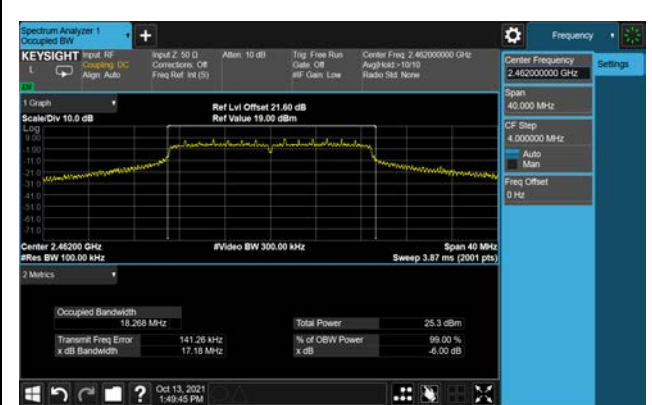 Spectrum Analyzer 1
Occupied BW
Frequency
KEYSIGHT
Input: RF
Coupling: DC
Align: Auto
Input Z: 50 Ω
Corrections: Off
Freq Ref: Int (S)
Atten: 10 dB
Trig: Free Run
Gate: Off
#IF Gain: Low
Center Freq: 2.462000000 GHz
Avg|Hold:>10/10
Radio Std: None
Center Frequency
2.462000000 GHz
Settings
Span
40.000 MHz
CF Step
4.000000 MHz
Auto
Man
Freq Offset
0 Hz
1 Graph
Scale/Div 10.0 dB
Ref Lvl Offset 21.60 dB
Ref Value 19.00 dBm
Log
9.00
-1.00
-11.0
-21.0
-31.0
-41.0
-51.0
-61.0
-71.0
Center 2.46200 GHz
#Video BW 300.00 kHz
Span 40 MHz
#Res BW 100.00 kHz
Sweep 3.87 ms (2001 pts)
2 Metrics
Occupied Bandwidth
18.268 MHz
Total Power
25.3 dBm
Transmit Freq Error
141.26 kHz
% of OBW Power
99.00 %
x dB Bandwidth
17.18 MHz
x dB
-6.00 dB
Oct 13, 2021
1:49:45 PM